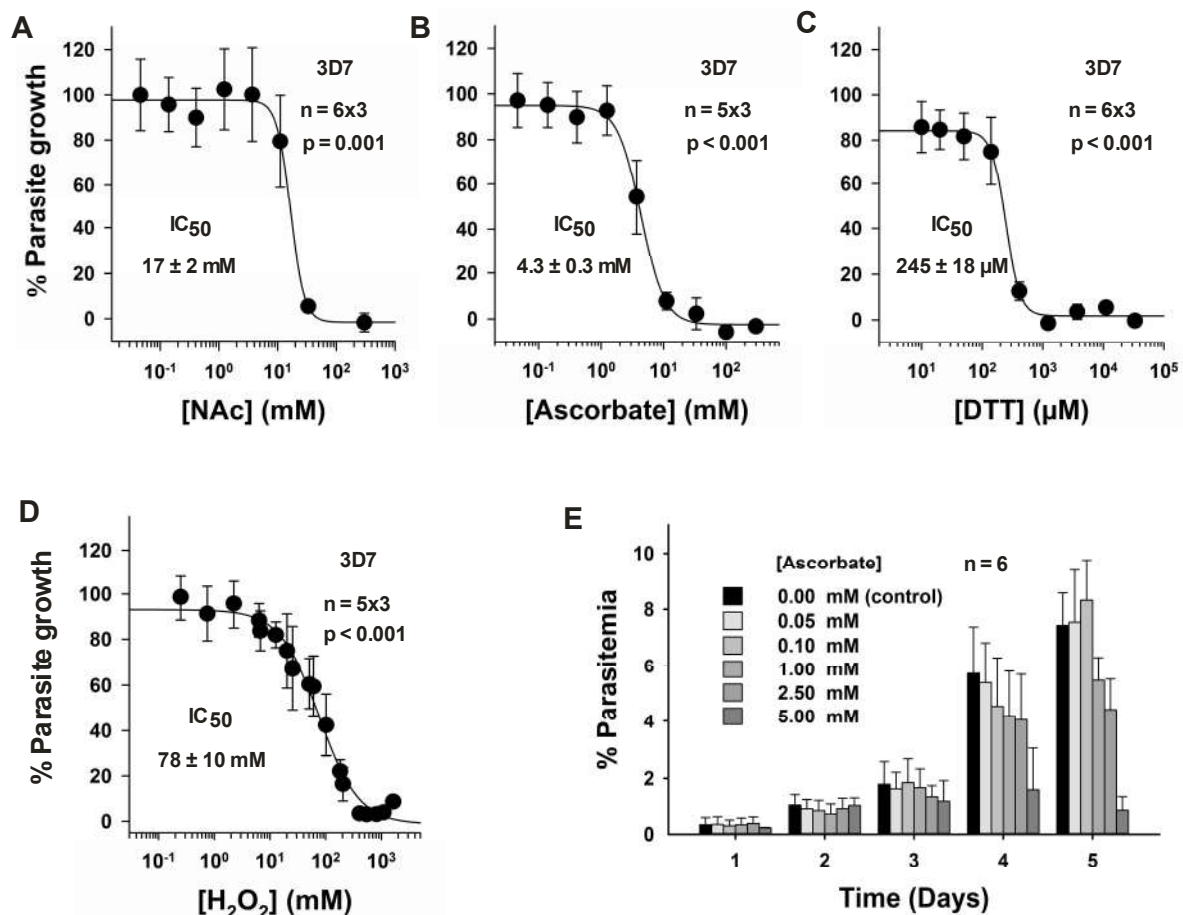 A
120
100
80
60
40
20
0
% Parasite growth
3D7
n = 6x3
p = 0.001
IC50
17 ± 2 mM
10-1
100
101
102
103
[NAc] (mM)
B
120
100
80
60
40
20
0
3D7
n = 5x3
p < 0.001
IC50
4.3 ± 0.3 mM
10-1
100
101
102
[Ascorbate] (mM)
C
120
100
80
60
40
20
0
3D7
n = 6x3
p < 0.001
IC50
245 ± 18 µM
101
102
103
104
105
[DTT] (µM)
D
120
100
80
60
40
20
0
% Parasite growth
3D7
n = 5x3
p < 0.001
IC50
78 ± 10 mM
10-1
100
101
102
103
[H2O2] (mM)
E
10
8
6
4
2
0
% Parasitemia
[Ascorbate]
n = 6
0.00 mM (control)
0.05 mM
0.10 mM
1.00 mM
2.50 mM
5.00 mM
1
2
3
4
5
Time (Days)